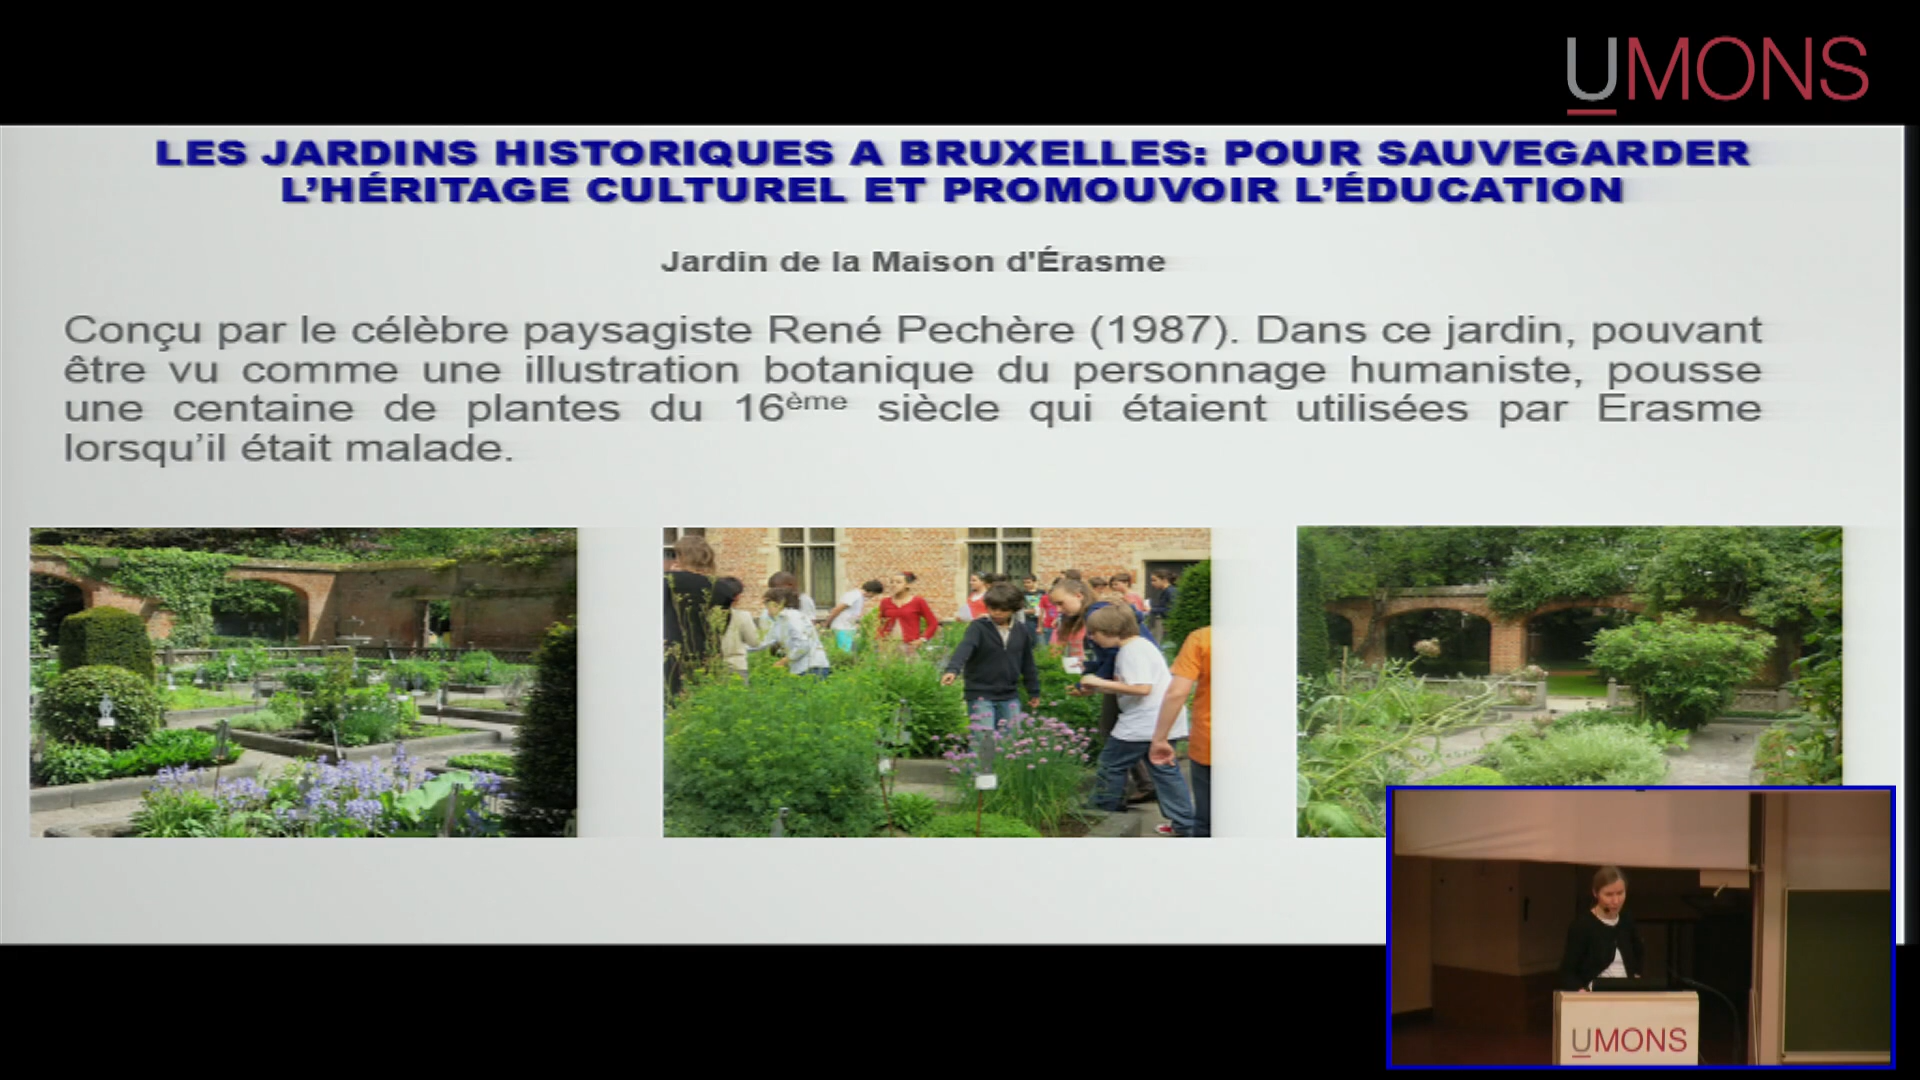 UMONS
LES JARDINS HISTORIQUES A BRUXELLES: POUR SAUVEGARDER
L’HÉRITAGE CULTUREL ET PROMOUVOIR L’ÉDUCATION
Jardin de la Maison d'Érasme
Conçu par le célèbre paysagiste René Pechère (1987). Dans ce jardin, pouvant
être vu comme une illustration botanique du personnage humaniste, pousse
une centaine de plantes du 16ème siècle qui étaient utilisées par Erasme
lorsqu’il était malade.
UMONS